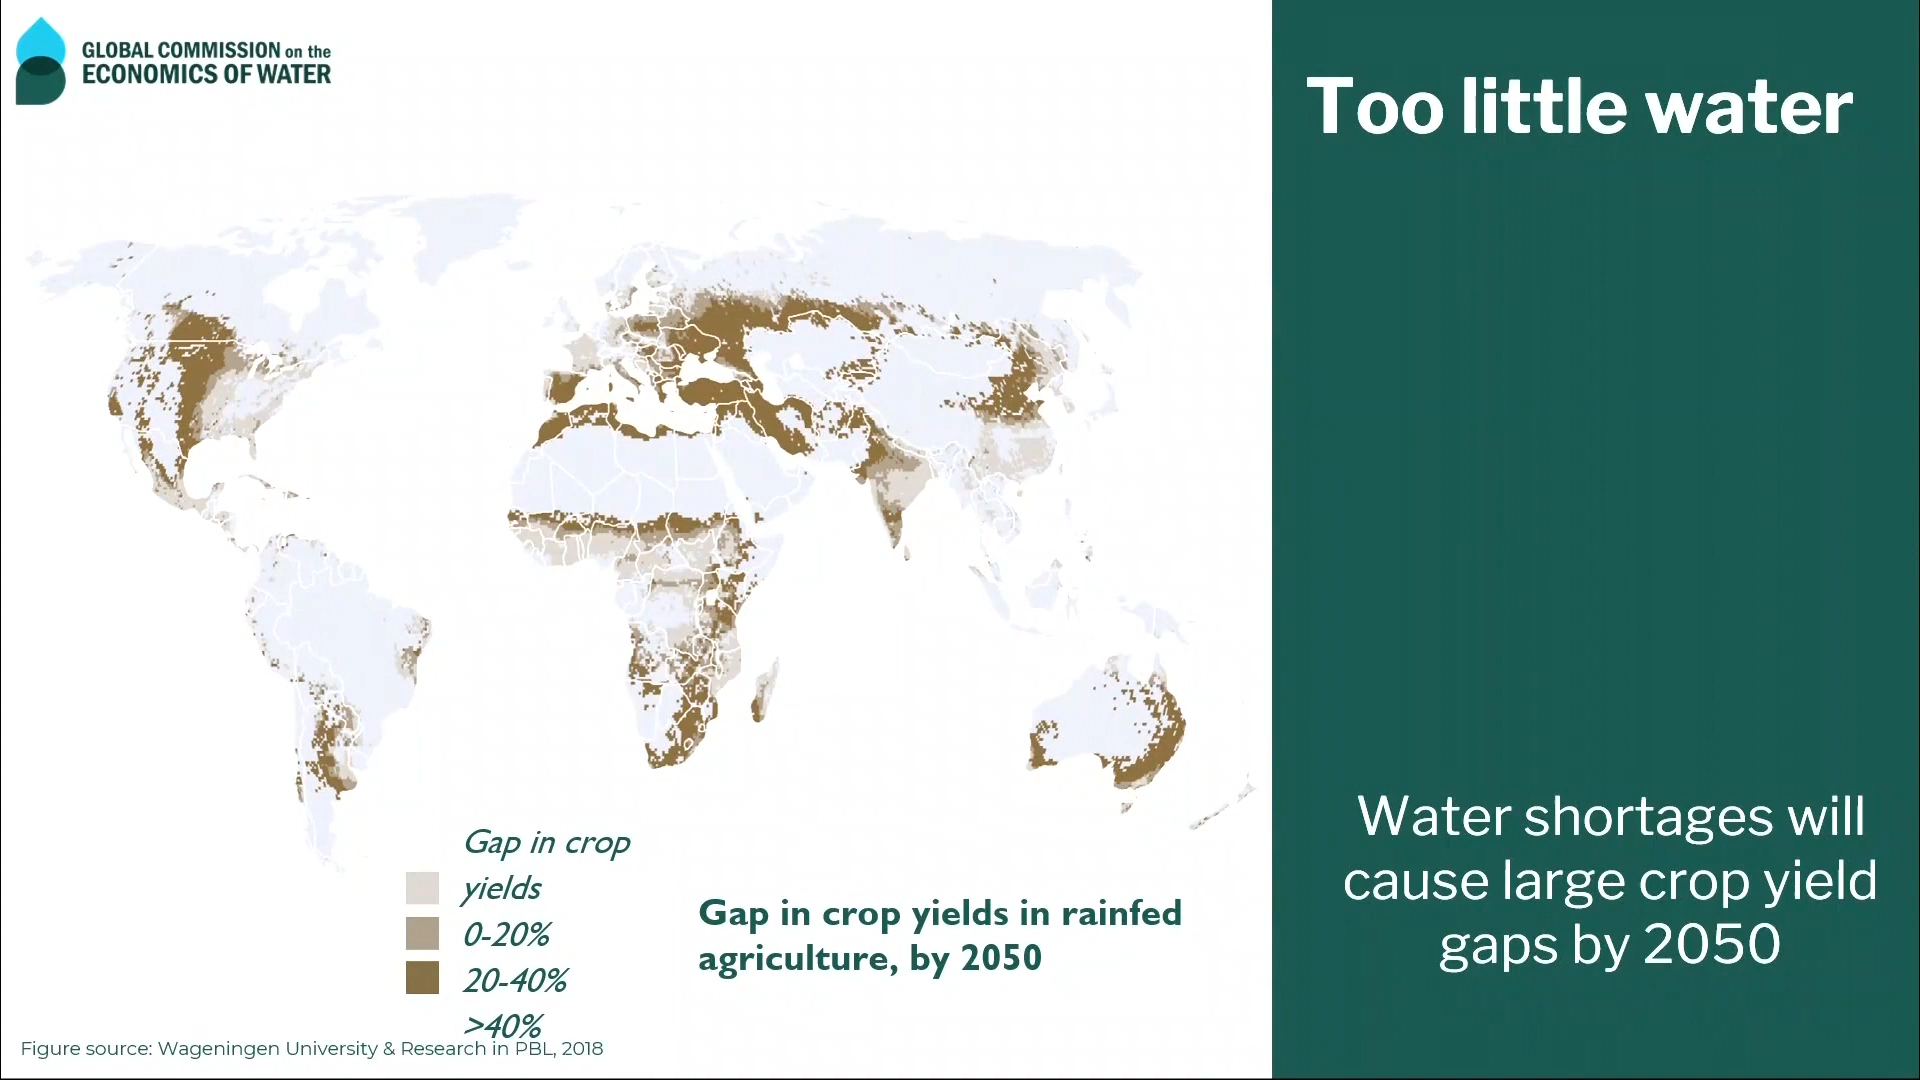 GLOBAL COMMISSION on the
ECONOMICS OF WATER
Too little water
Gap in crop
yields
0-20%
20-40%
>40%
Gap in crop yields in rainfed
agriculture, by 2050
Water shortages will
cause large crop yield
gaps by 2050
Figure source: Wageningen University & Research in PBL, 2018